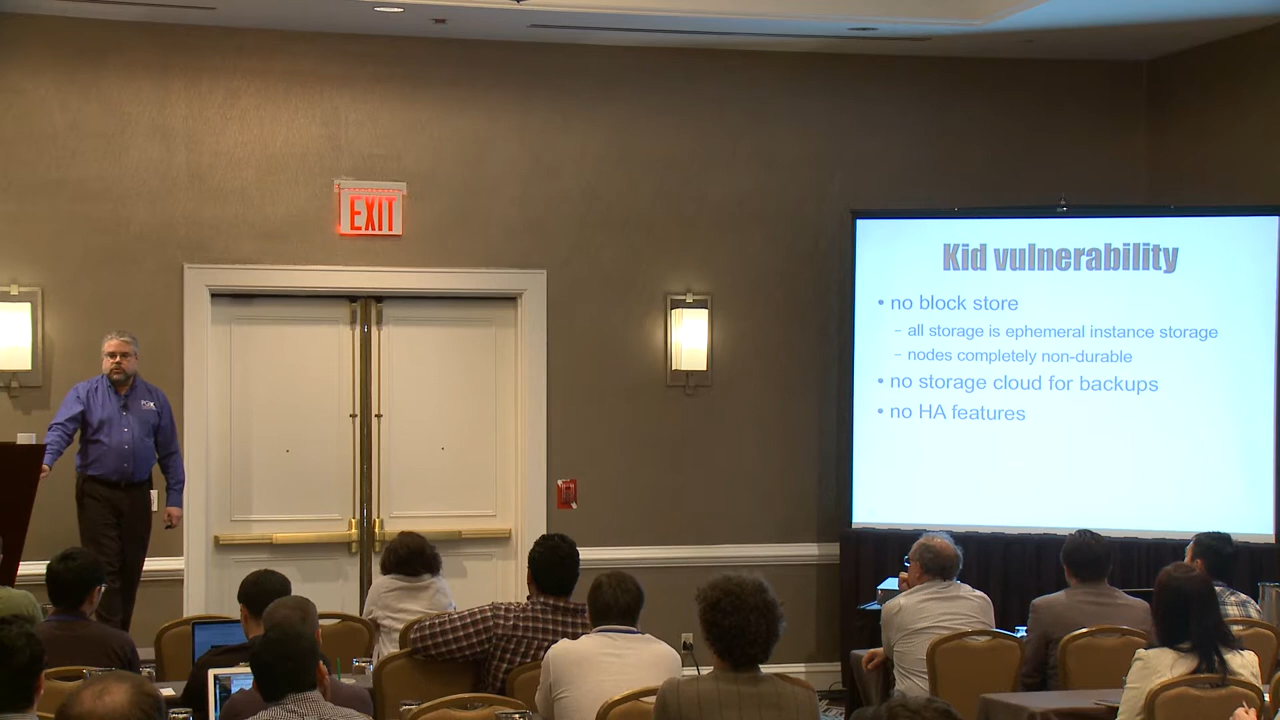 EXIT
PGX
Kid vulnerability
• no block store
– all storage is ephemeral instance storage
– nodes completely non-durable
• no storage cloud for backups
• no HA features